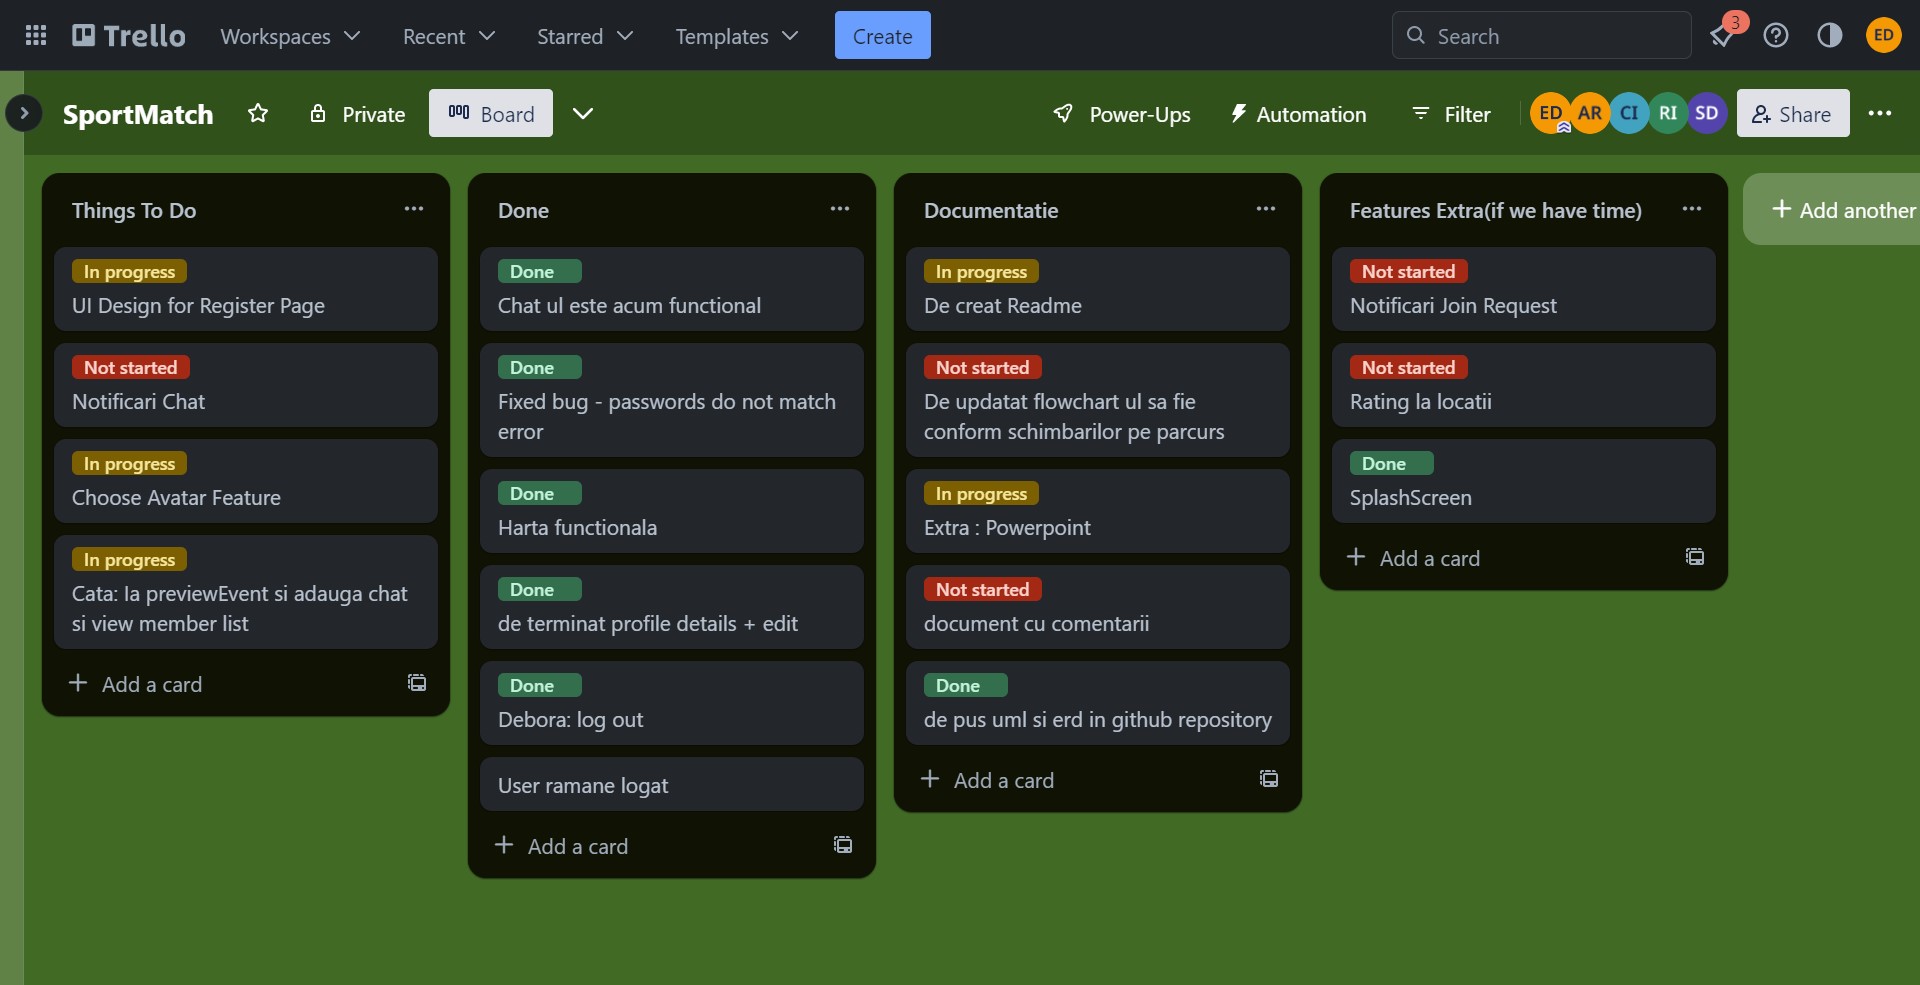 Trello
Workspaces
Recent
Starred
Templates
Create
Search
3
ED
SportMatch
Private
Board
Power-Ups
Automation
Filter
ED
AR
CI
RI
SD
Share
Things To Do
In progress
UI Design for Register Page
Not started
Notificari Chat
In progress
Choose Avatar Feature
In progress
Cata: la previewEvent si adauga chat
si view member list
Add a card
Done
Done
Chat ul este acum functional
Done
Fixed bug - passwords do not match
error
Done
Harta functionala
Done
de terminat profile details + edit
Done
Debora: log out
User ramane logat
Add a card
Documentatie
In progress
De creat Readme
Not started
De updatat flowchart ul sa fie
conform schimbarilor pe parcurs
In progress
Extra : Powerpoint
Not started
document cu comentarii
Done
de pus uml si erd in github repository
Add a card
Features Extra(if we have time)
Not started
Notificari Join Request
Not started
Rating la locatii
Done
SplashScreen
Add a card
Add another